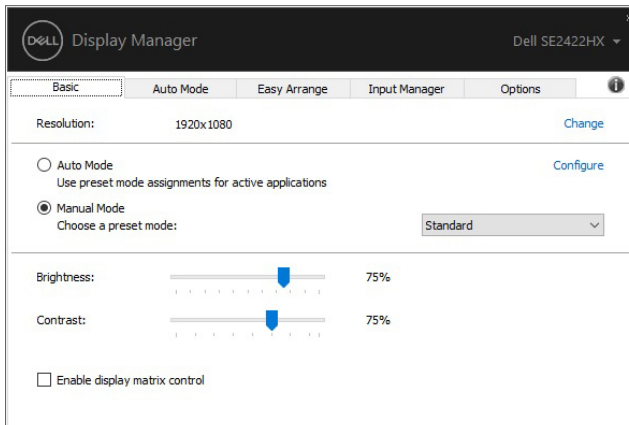 DELL Display Manager Dell SE2422HX
Basic Auto Mode Easy Arrange Input Manager Options
Resolution: 1920x1080 Change
Auto Mode Configure
Use preset mode assignments for active applications
Manual Mode
Choose a preset mode: Standard
Brightness: 75%
Contrast: 75%
Enable display matrix control